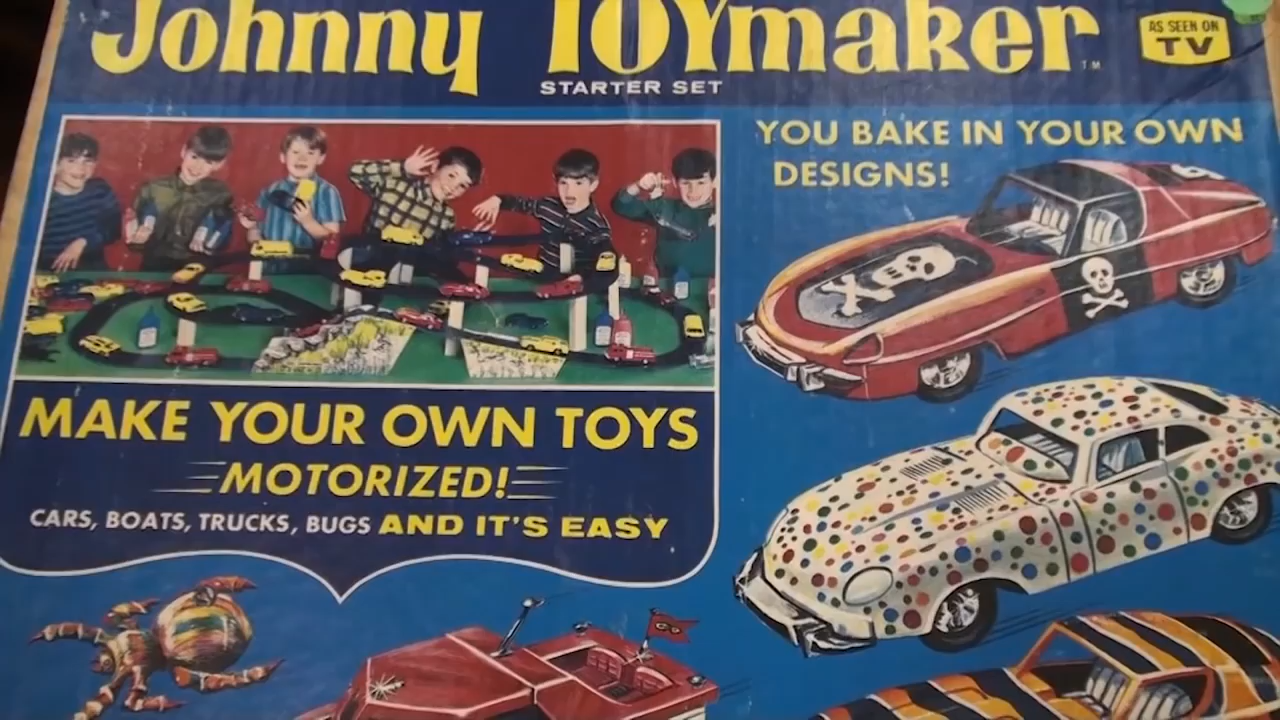 Johnny TOYmaker T.M.
STARTER SET
AS SEEN ON
TV
MAKE YOUR OWN TOYS
MOTORIZED!
CARS, BOATS, TRUCKS, BUGS AND IT'S EASY
YOU BAKE IN YOUR OWN
DESIGNS!